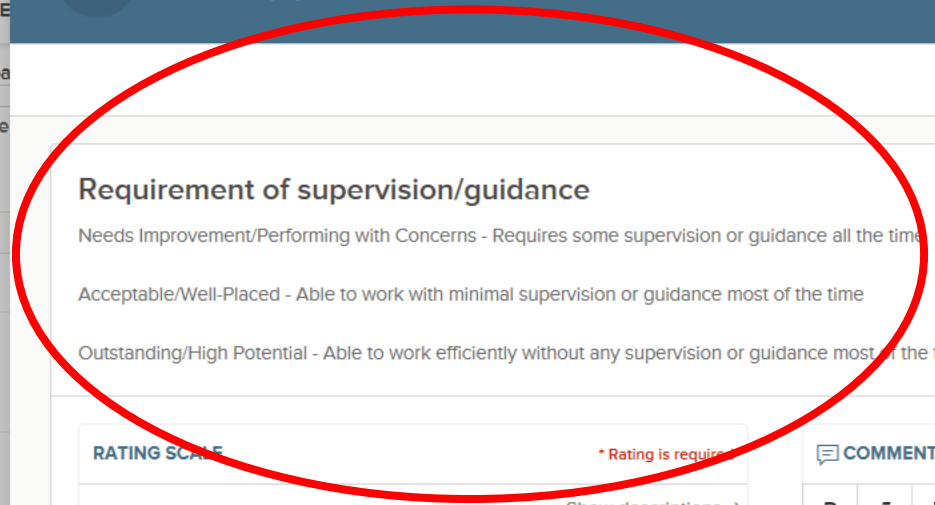 Requirement of supervision/guidance
Needs Improvement/Performing with Concerns - Requires some supervision or guidance all the time
Acceptable/Well-Placed - Able to work with minimal supervision or guidance most of the time
Outstanding/High Potential - Able to work efficiently without any supervision or guidance most of the
RATING SCALE
* Rating is required
COMMENT
Show descriptions